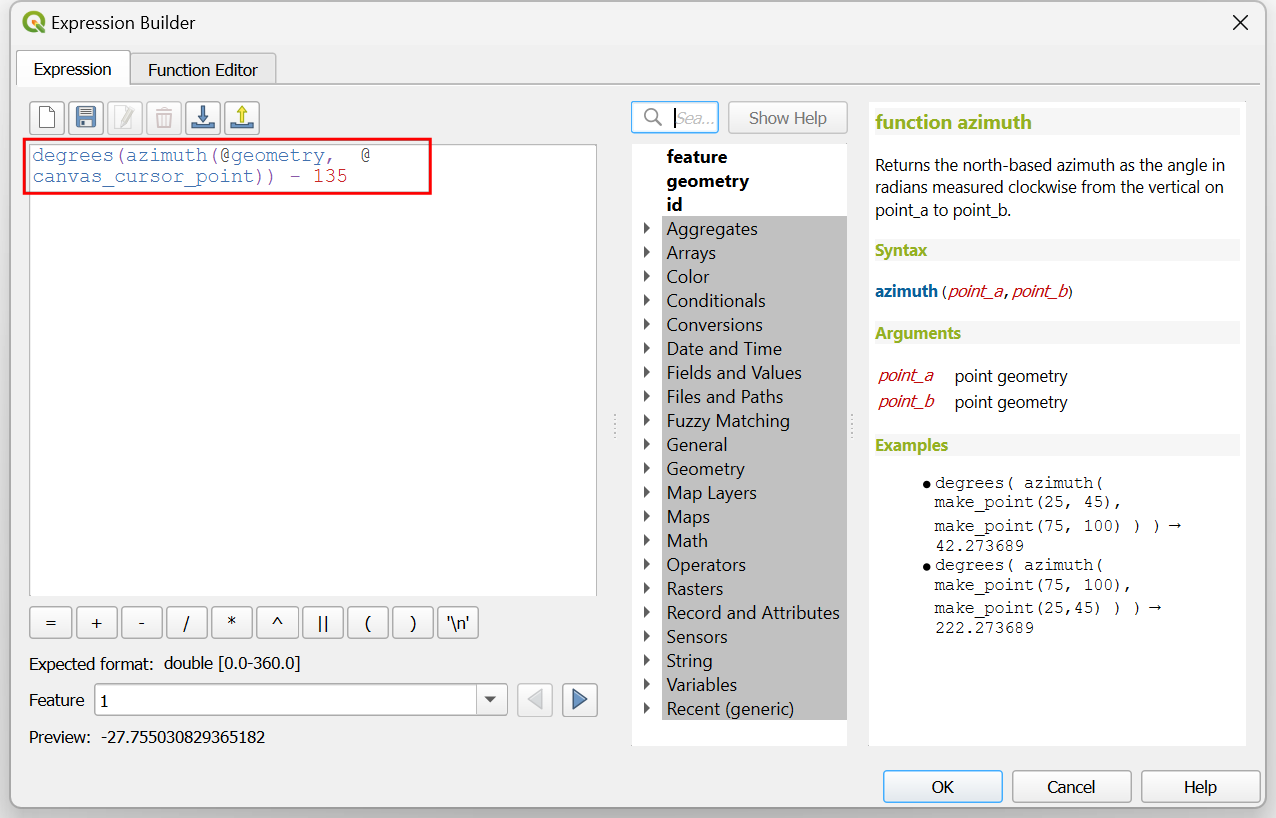 Expression Builder
Expression
Function Editor
degrees(azimuth(@geometry,  @
canvas_cursor_point)) - 135
= + - / * ^ || ( ) '\n'
Expected format: double [0.0-360.0]
Feature 1
Preview: -27.755030829365182
Sea...
Show Help
feature
geometry
id
Aggregates
Arrays
Color
Conditionals
Conversions
Date and Time
Fields and Values
Files and Paths
Fuzzy Matching
General
Geometry
Map Layers
Maps
Math
Operators
Rasters
Record and Attributes
Sensors
String
Variables
Recent (generic)
function azimuth
Returns the north-based azimuth as the angle in
radians measured clockwise from the vertical on
point_a to point_b.
Syntax
azimuth (point_a, point_b)
Arguments
point_a point geometry
point_b point geometry
Examples
● degrees( azimuth(
make_point(25, 45),
make_point(75, 100) ) ) →
42.273689
● degrees( azimuth(
make_point(75, 100),
make_point(25,45) ) ) →
222.273689
OK
Cancel
Help